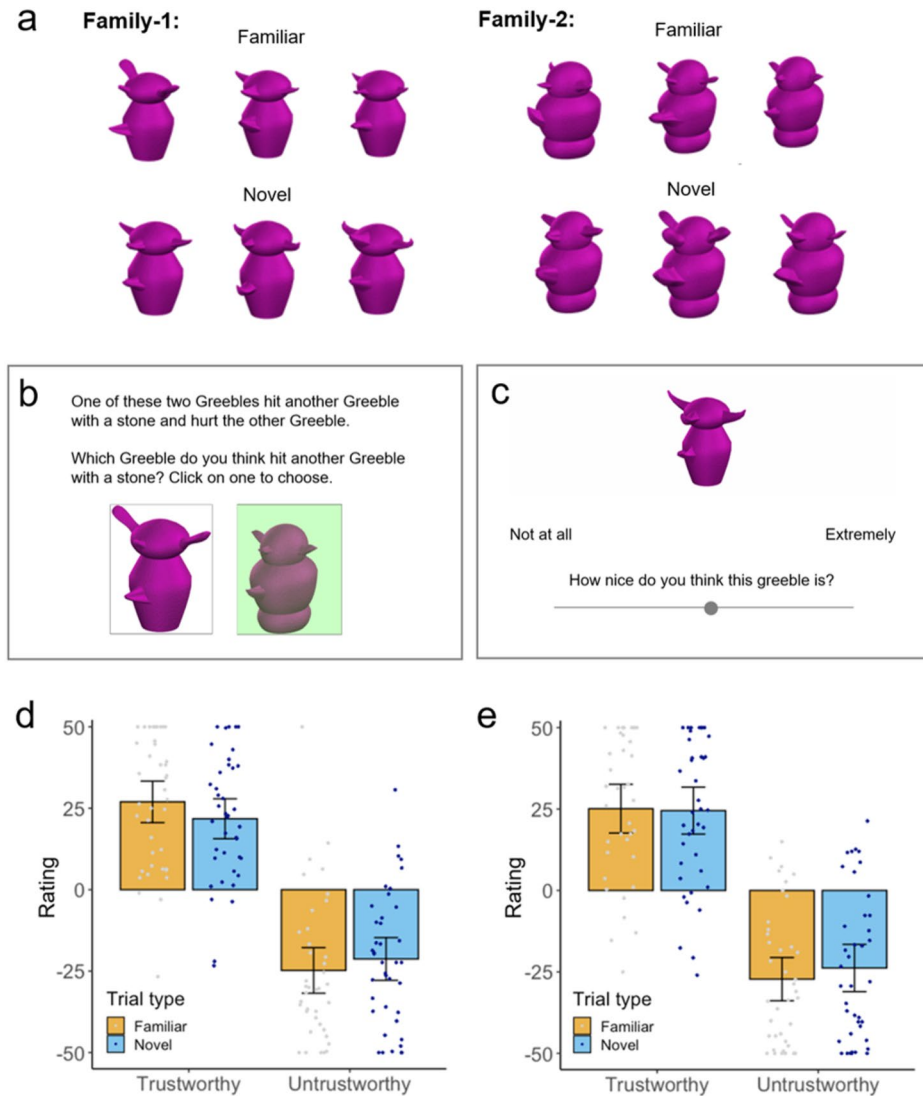 a
Family-1:
Familiar
Novel
Family-2:
Familiar
Novel
b
One of these two Greebles hit another Greeble
with a stone and hurt the other Greeble.
Which Greeble do you think hit another Greeble
with a stone? Click on one to choose.
c
Not at all
Extremely
How nice do you think this greeble is?
d
50
25
0
-25
-50
Rating
Trial type
Familiar
Novel
Trustworthy
Untrustworthy
e
50
25
0
-25
-50
Rating
Trial type
Familiar
Novel
Trustworthy
Untrustworthy